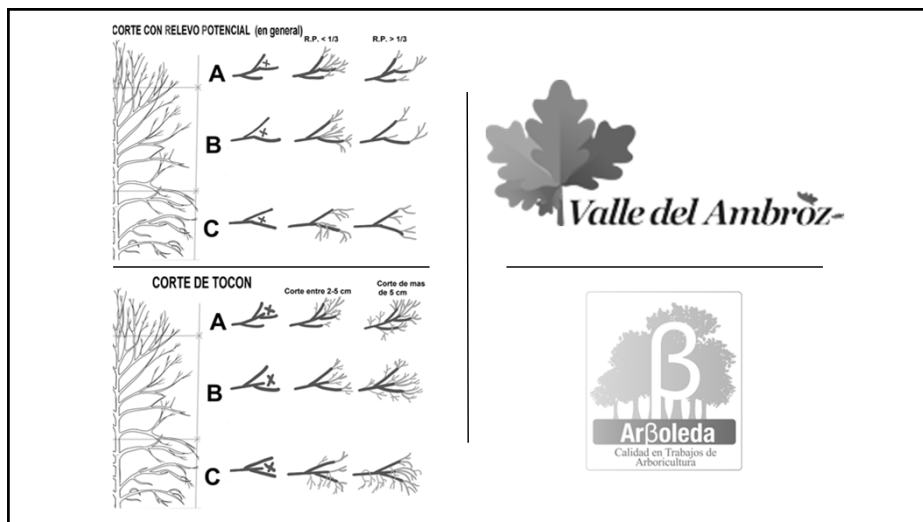 CORTE CON RELEVO POTENCIAL (en general)
R.P. < 1/3
R.P. > 1/3
A
B
C
CORTE DE TOCON
Corte entre 2-5 cm
Corte de mas
de 5 cm
A
B
C
Valle del Ambroz
β
Arβoleda
Calidad en Trabajos de
Arboricultura